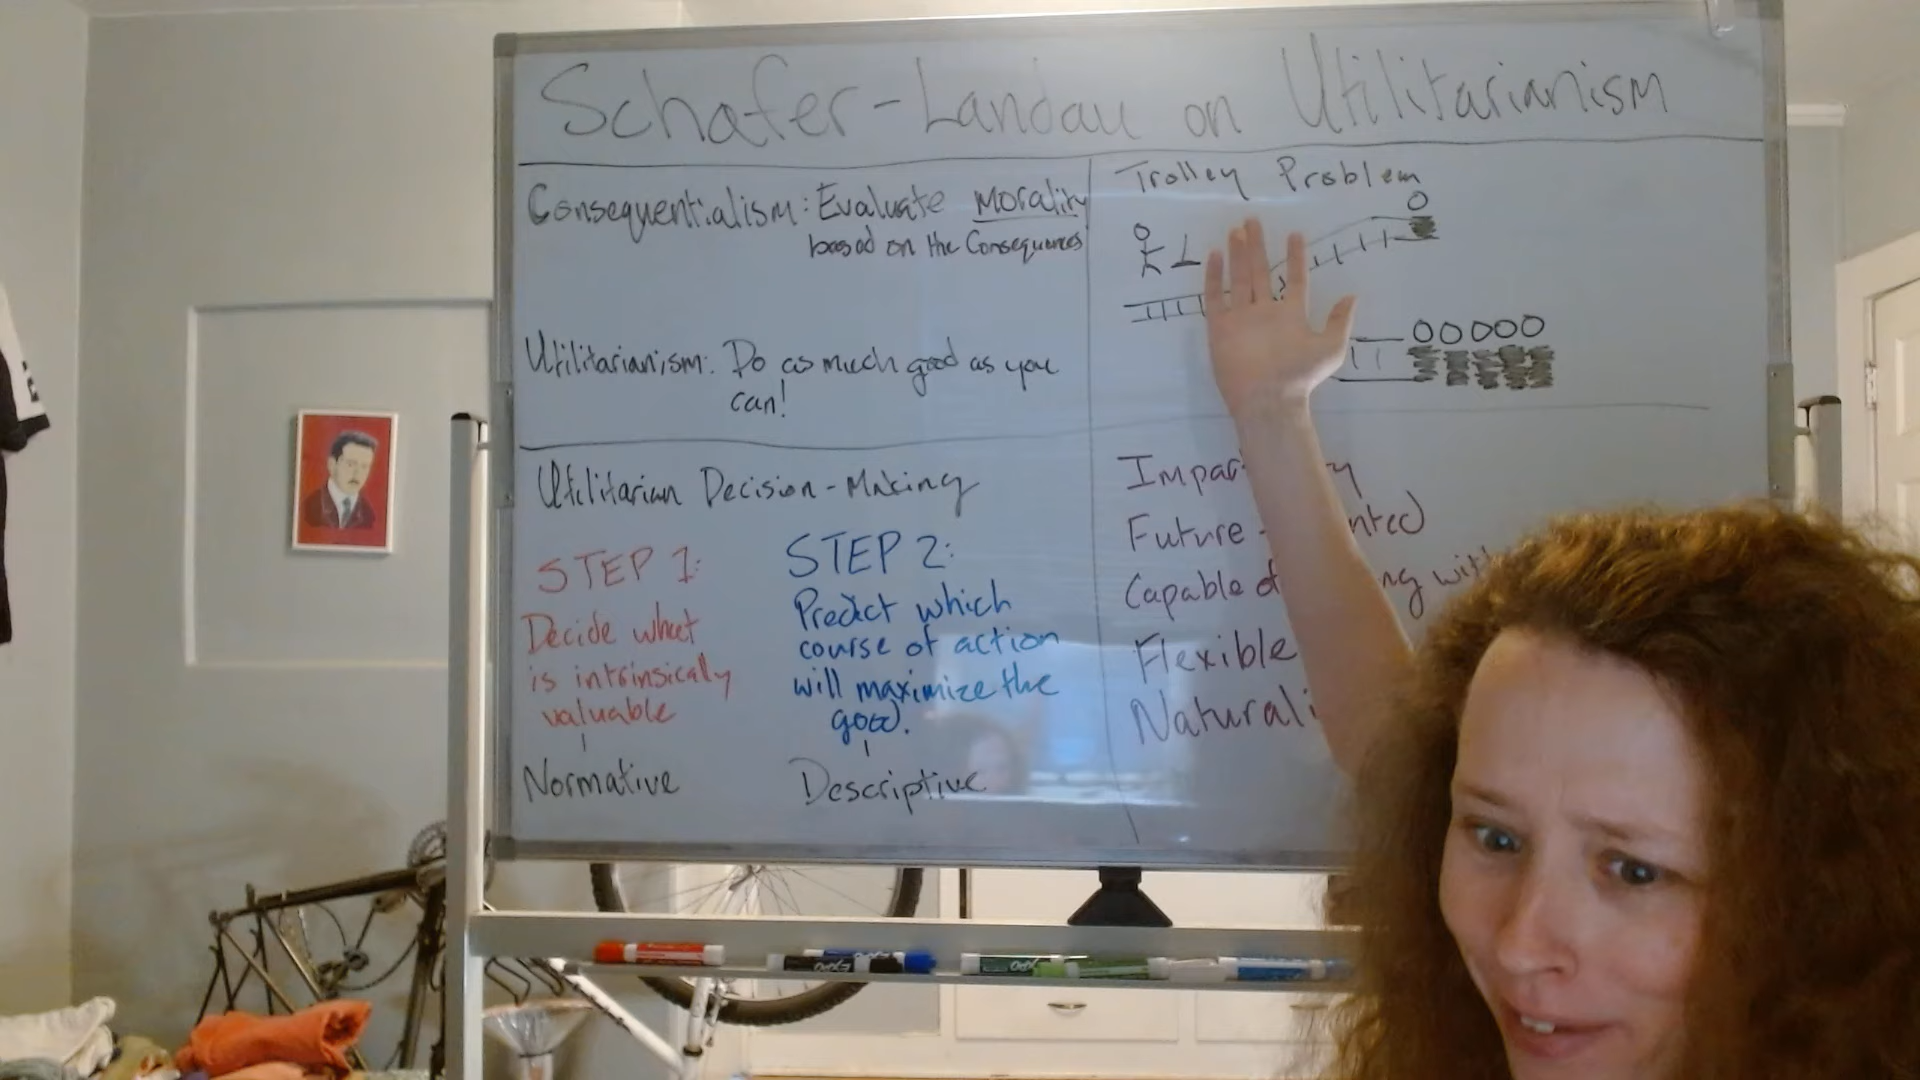 Schafer-Landau on Utilitarianism
Consequentialism: Evaluate morality
based on the Consequences
Utilitarianism: Do as much good as you
can!
Trolley Problem
Utilitarian Decision-Making
STEP 1:
Decide what
is intrinsically
valuable
Normative
STEP 2:
Predict which
course of action
will maximize the
good.
Descriptive
Future -
Capable
Flexible
EXPO
EXPO
2